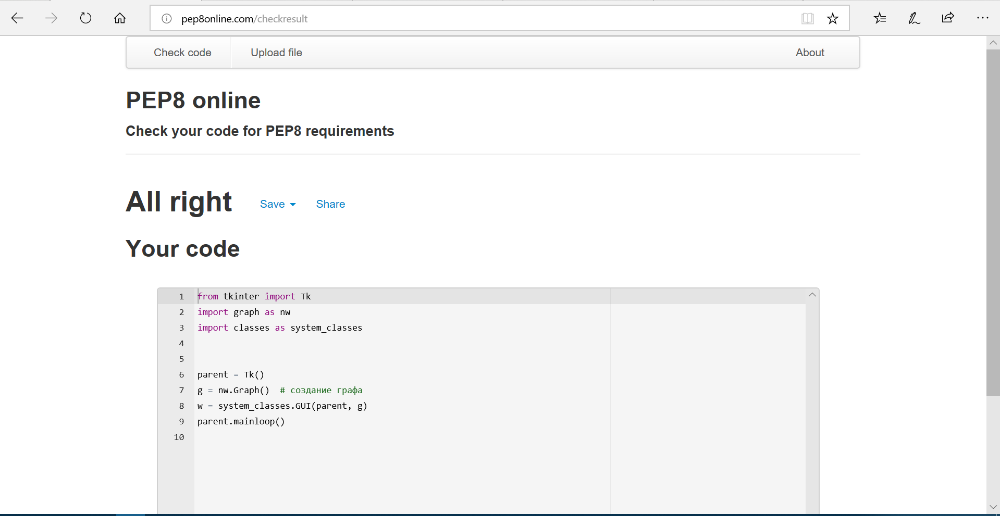 pep8online.com/checkresult
Check code Upload file About
PEP8 online
Check your code for PEP8 requirements
All right Save Share
Your code
1 from tkinter import Tk
2 import graph as nw
3 import classes as system_classes
4
5
6 parent = Tk()
7 g = nw.Graph()  # создание графа
8 w = system_classes.GUI(parent, g)
9 parent.mainloop()
10